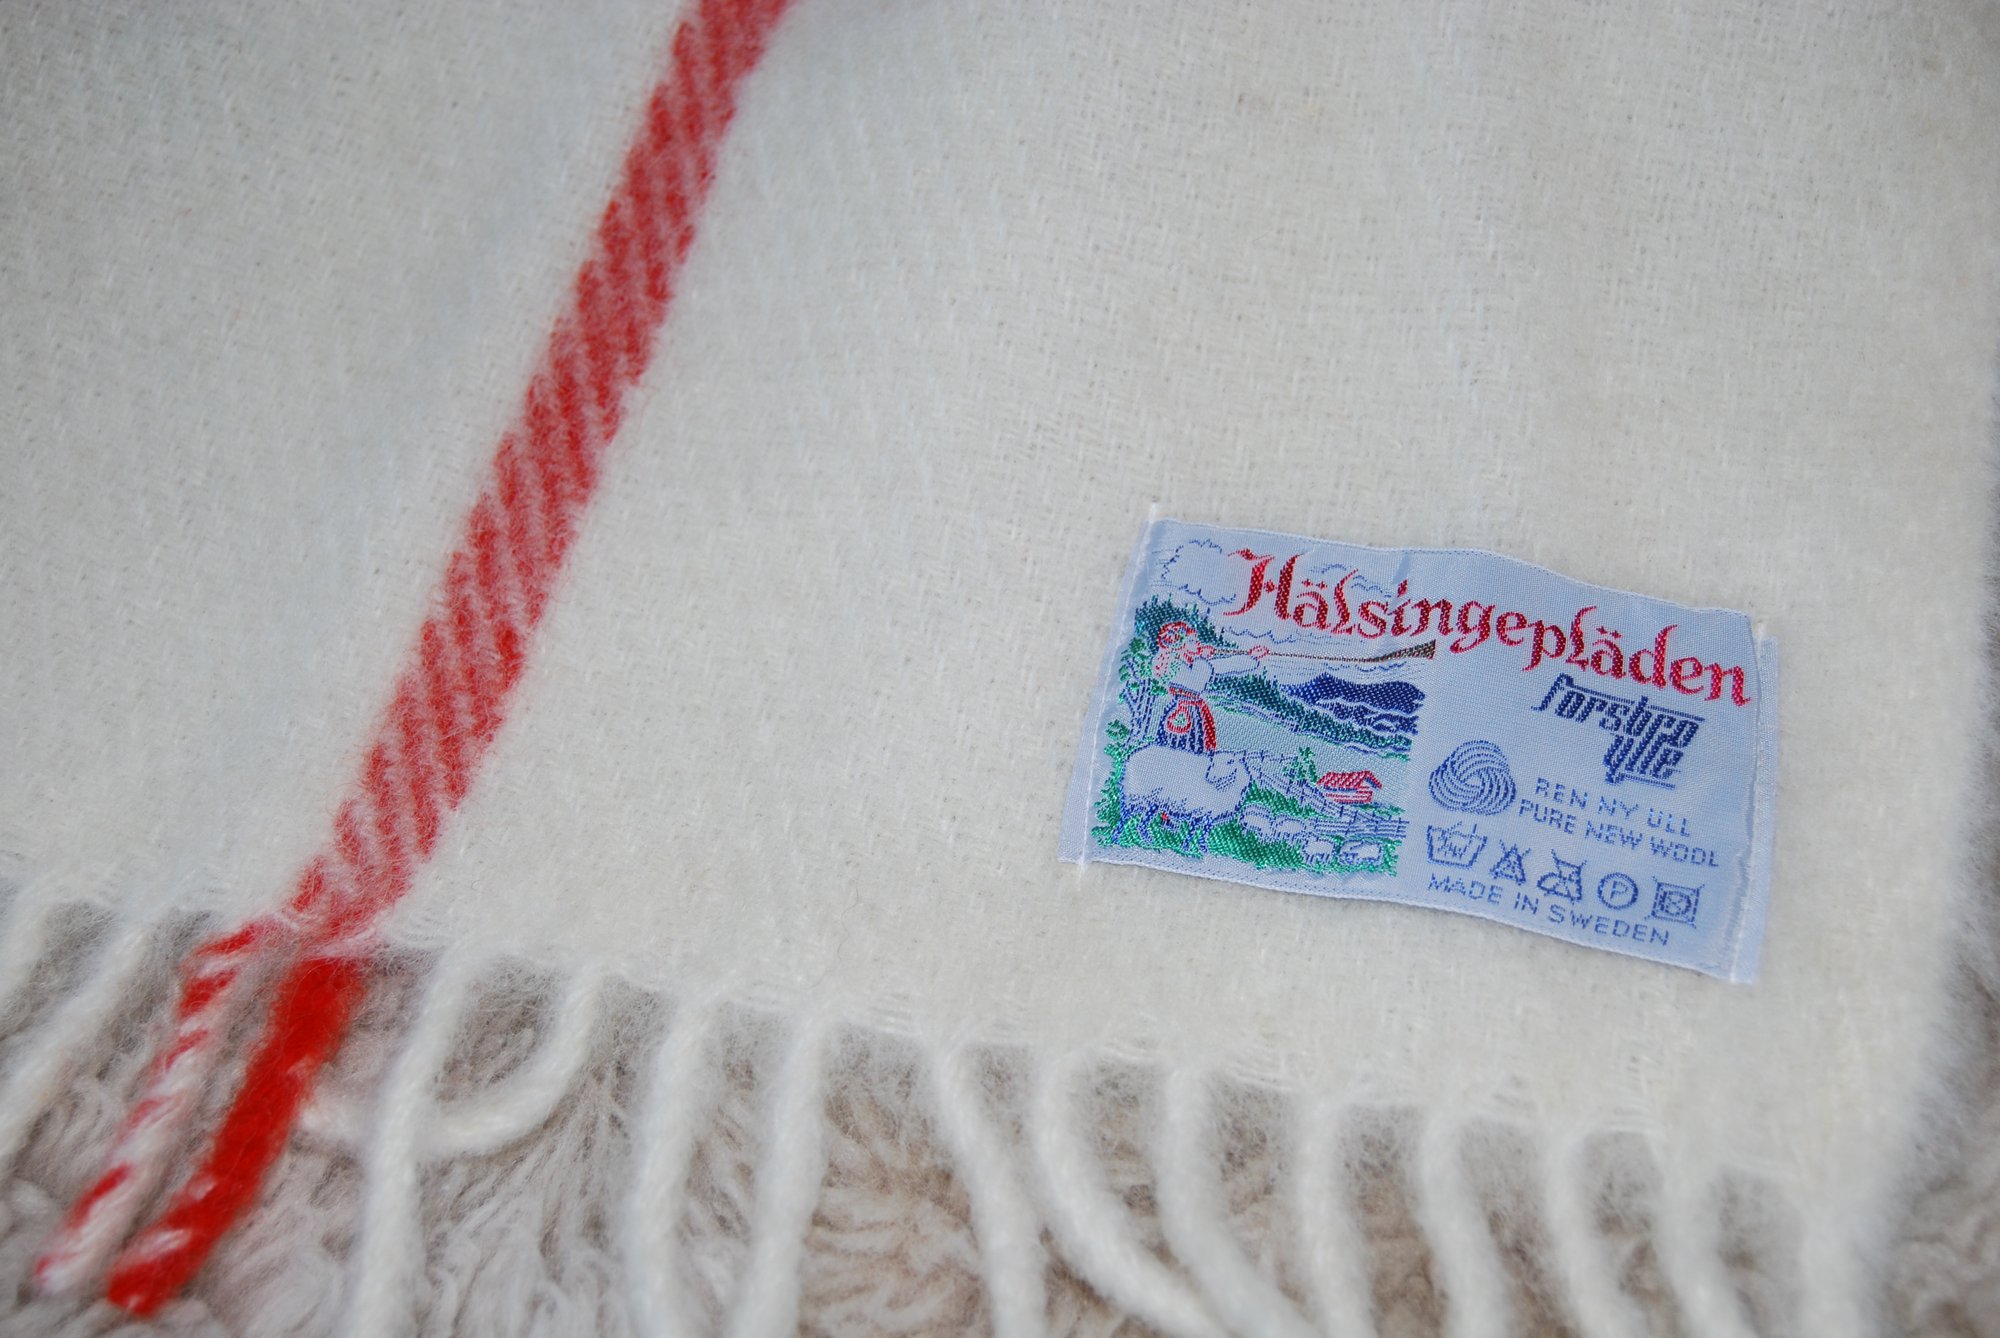 Hälsingepläden
Forsbro
ylle
REN NY ULL
PURE NEW WOOL
P
MADE IN SWEDEN